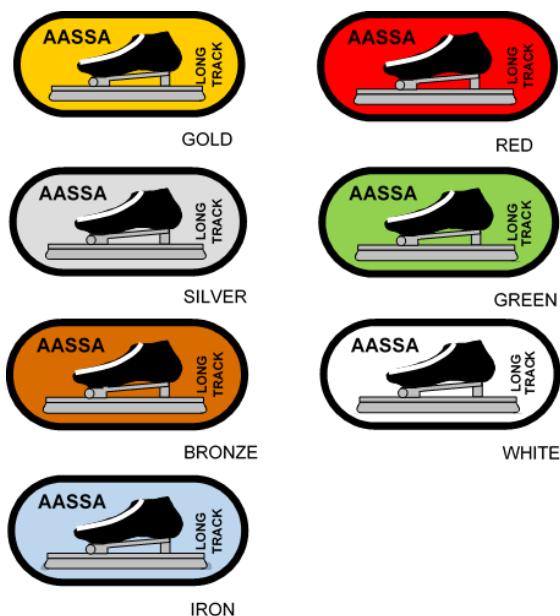 AASSA
LONG
TRACK
GOLD
AASSA
LONG
TRACK
RED
AASSA
LONG
TRACK
SILVER
AASSA
LONG
TRACK
GREEN
AASSA
LONG
TRACK
BRONZE
AASSA
LONG
TRACK
WHITE
AASSA
LONG
TRACK
IRON